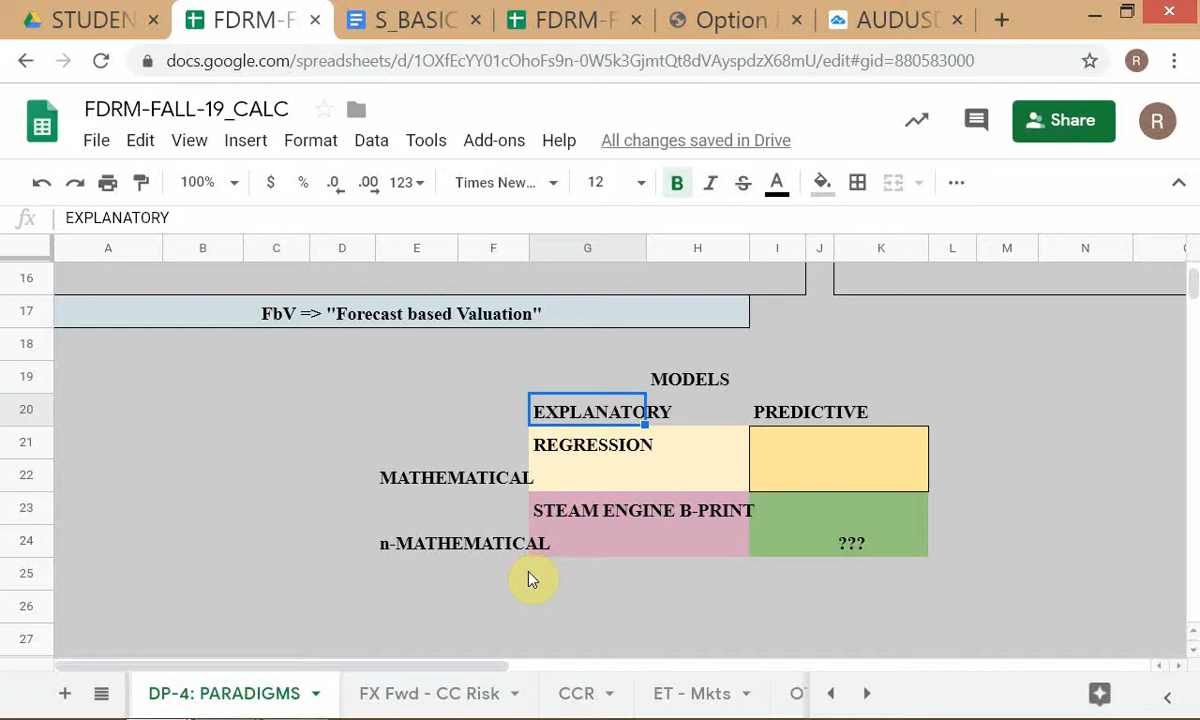 STUDEN
FDRM-F
S_BASIC
FDRM-F
Option
AUDUSD
docs.google.com/spreadsheets/d/1OXfEcYY01cOhoFs9n-0W5k3GjmtQt8dVAyspdzX68mU/edit#gid=880583000
R
FDRM-FALL-19_CALC
Share
R
File Edit View Insert Format Data Tools Add-ons Help All changes saved in Drive
100% $ % .0 .00 123 Times New... 12 B I S A
fx EXPLANATORY
A B C D E F G H I J K L M N
16
17 FbV => "Forecast based Valuation"
18
19 MODELS
20 EXPLANATORY PREDICTIVE
21 REGRESSION
22 MATHEMATICAL
23 STEAM ENGINE B-PRINT
24 n-MATHEMATICAL ???
25
26
27
DP-4: PARADIGMS FX Fwd - CC Risk CCR ET - Mkts